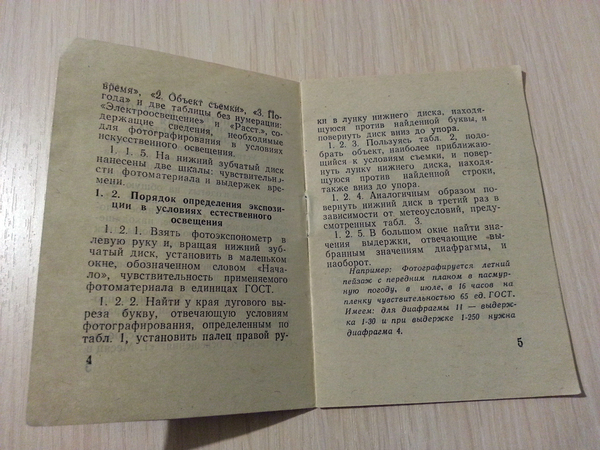 время», «2. Объект съемки», «3. По-
года» и две таблицы без нумерации:
«Электроосвещение» и «Расст.», со-
держащие сведения, необходимые
для фотографирования в условиях
искусственного освещения.
1. 1. 5. На нижний зубчатый диск
нанесены две шкалы: чувствительнос-
ти фотоматериала и выдержек вре-
мени.
1. 2. Порядок определения экспози-
ции в условиях естественного
освещения
1. 2. 1. Взять фотоэкспонометр в
левую руку и, вращая нижний зуб-
чатый диск, установить в маленьком
окне, обозначенном словом «Нача-
ло», чувствительность применяемого
фотоматериала в единицах ГОСТ.
1. 2. 2. Найти у края дугового вы-
реза букву, отвечающую условиям
фотографирования, определенным по
табл. 1, установить палец правой ру-
4
ки в лунку нижнего диска, находя-
щуюся против найденной буквы, и
повернуть диск вниз до упора.
1. 2. 3. Пользуясь табл. 2, подо-
брать объект, наиболее приближаю-
щийся к условиям съемки, и повер-
нуть лунку нижнего диска, находя-
щуюся против найденной строки,
также вниз до упора.
1. 2. 4. Аналогичным образом по-
вернуть нижний диск в третий раз в
зависимости от метеоусловий, преду-
смотренных табл. 3.
1. 2. 5. В большом окне найти
значения выдержки, отвечающие «вы-
бранным значениям диафрагмы, и
наоборот.
Например: Фотографируется летний
пейзаж с передним планом в пасмур-
ную погоду, в июле, в 16 часов на
пленку чувствительностью 65 ед. ГОСТ.
Имеем: для диафрагмы 11 — выдерж-
ка 1-30 и при выдержке 1-250 нужна
диафрагма 4.
5